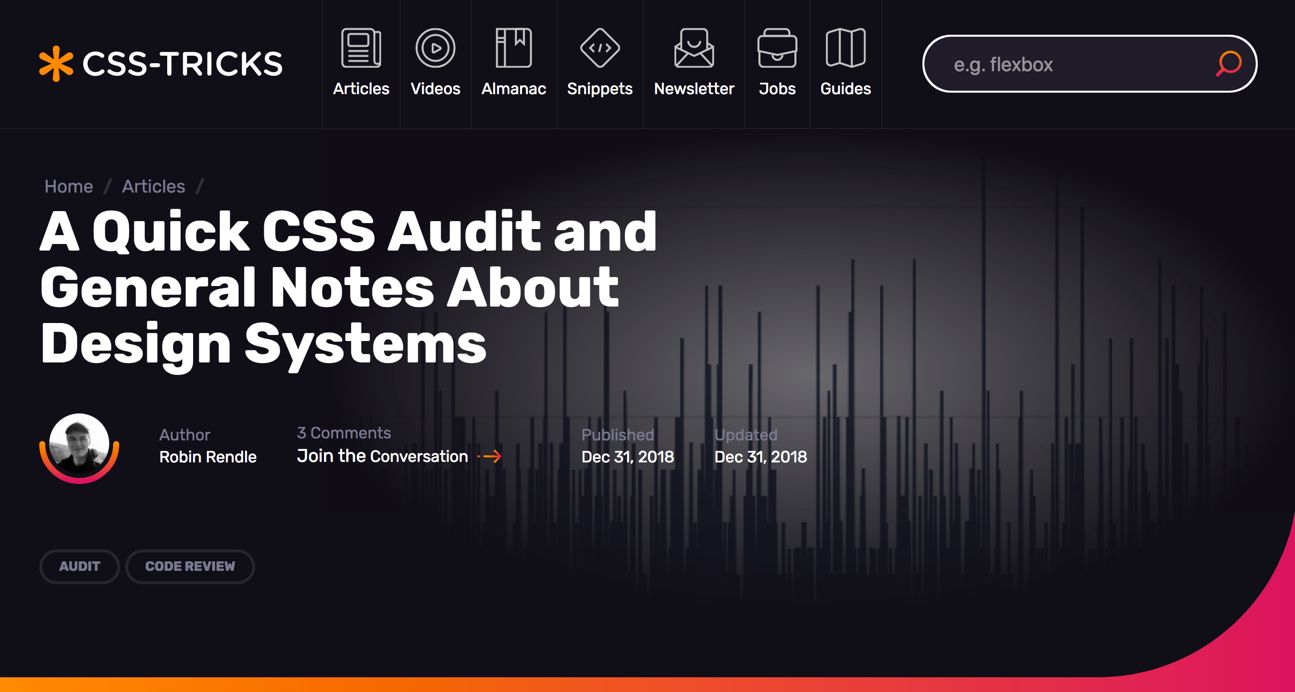 CSS-TRICKS
Articles
Videos
Almanac
Snippets
Newsletter
Jobs
Guides
e.g. flexbox
Home / Articles /
A Quick CSS Audit and
General Notes About
Design Systems
Author
Robin Rendle
3 Comments
Join the Conversation
Published
Dec 31, 2018
Updated
Dec 31, 2018
AUDIT
CODE REVIEW